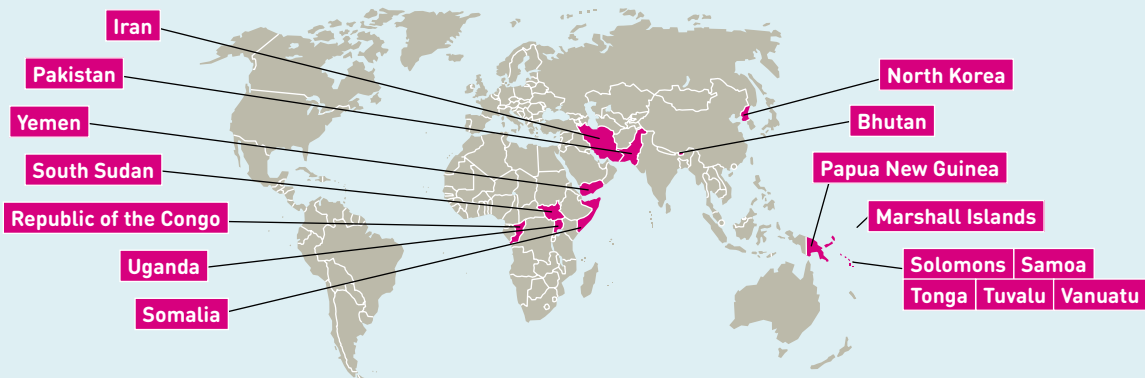 Iran
Pakistan
Yemen
South Sudan
Republic of the Congo
Uganda
Somalia
North Korea
Bhutan
Papua New Guinea
Marshall Islands
Solomons Samoa
Tonga Tuvalu Vanuatu